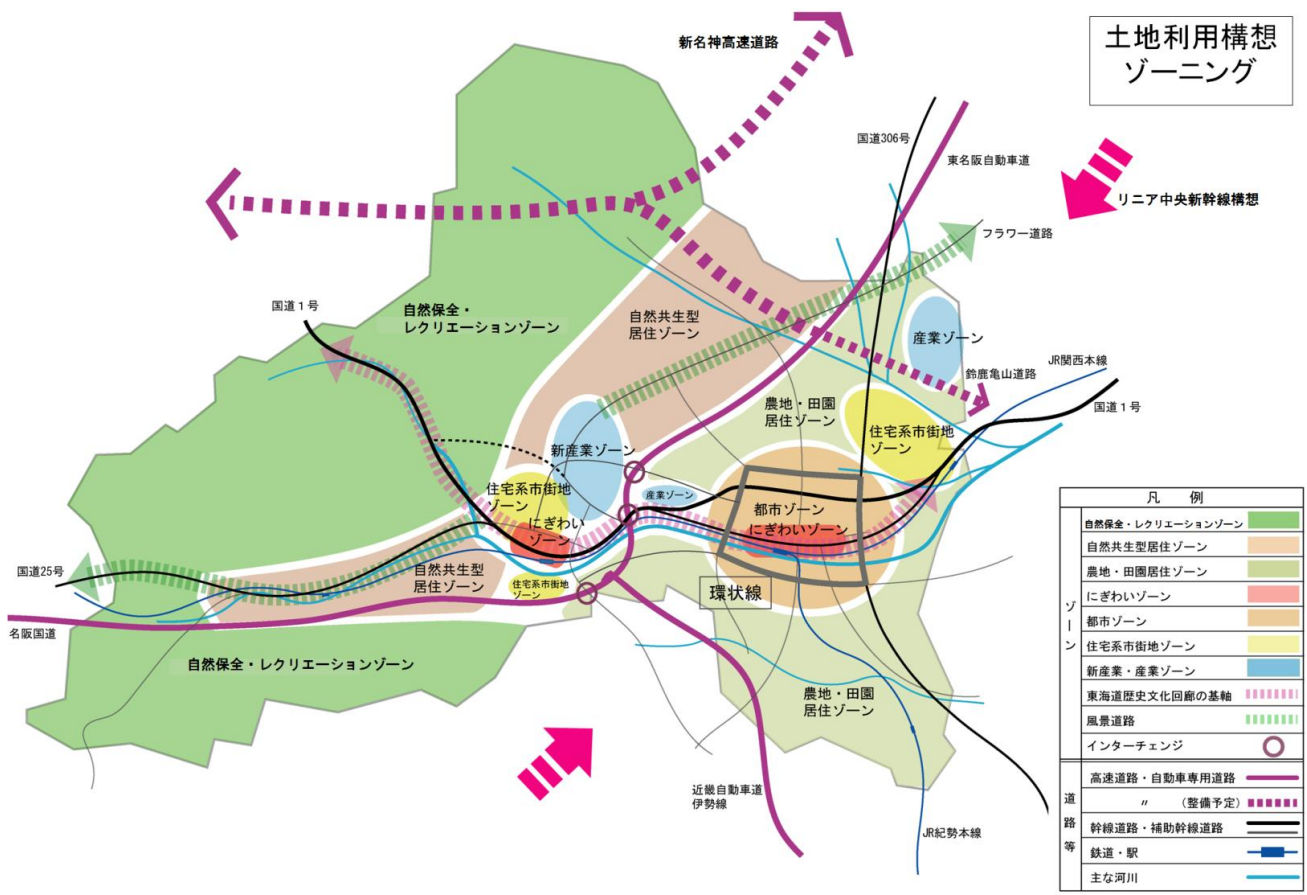 土地利用構想
ゾーニング
新名神高速道路
国道306号
東名阪自動車道
リニア中央新幹線構想
フラワー道路
国道１号
自然保全・
レクリエーションゾーン
自然共生型
居住ゾーン
産業ゾーン
JR関西本線
鈴鹿亀山道路
国道１号
農地・田園
居住ゾーン
住宅系市街地
ゾーン
新産業ゾーン
住宅系市街地
ゾーン
にぎわい
ゾーン
産業ゾーン
都市ゾーン
にぎわいゾーン
国道25号
自然共生型
居住ゾーン
住宅系市街地
ゾーン
環状線
名阪国道
自然保全・レクリエーションゾーン
農地・田園
居住ゾーン
近畿自動車道
伊勢線
JR紀勢本線
凡　例
ゾーン
自然保全・レクリエーションゾーン
自然共生型居住ゾーン
農地・田園居住ゾーン
にぎわいゾーン
都市ゾーン
住宅系市街地ゾーン
新産業・産業ゾーン
東海道歴史文化回廊の基軸
風景道路
インターチェンジ
道路等
高速道路・自動車専用道路
〃　（整備予定）
幹線道路・補助幹線道路
鉄道・駅
主な河川